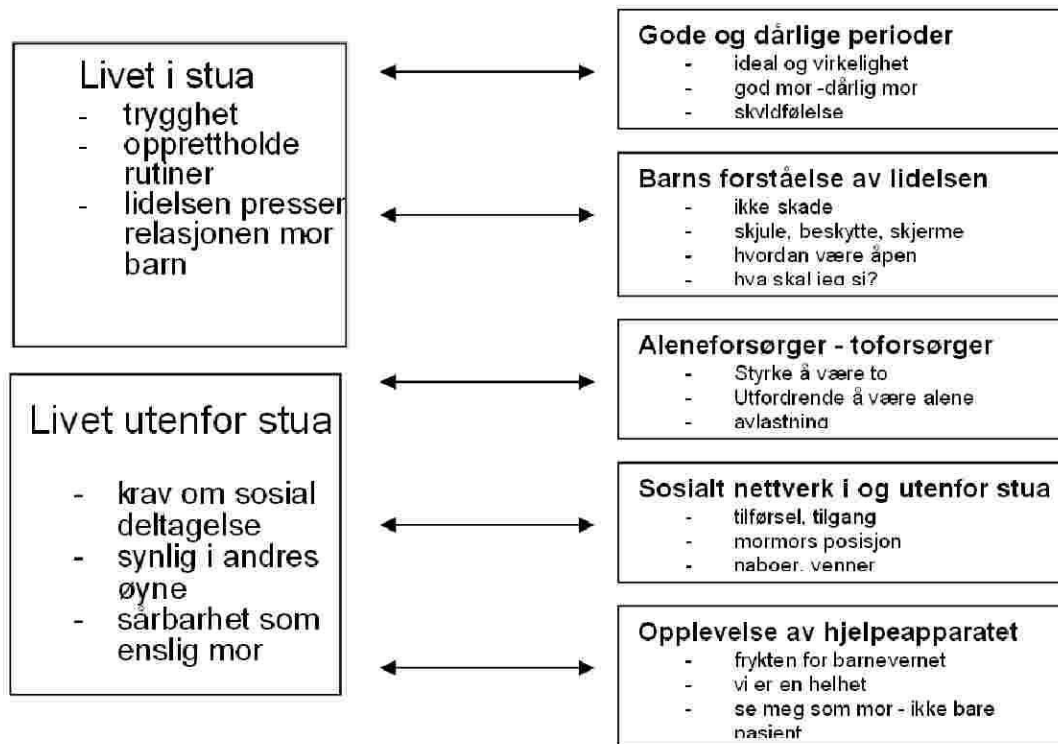 Livet i stua
- trygghet
- opprettholde
rutiner
- lidelsen presser
relasjonen mor
barn
Livet utenfor stua
- krav om sosial
deltagelse
- synlig i andres
øyne
- sårbarhet som
enslig mor
Gode og dårlige perioder
- ideal og virkelighet
- god mor -dårlig mor
- skyldfølelse
Barns forståelse av lidelsen
- ikke skade
- skjule, beskytte, skjerme
- hvordan være åpen
- hva skal jeg si?
Aleneforsørger - toforsørger
- Styrke å være to
- Utfordrende å være alene
- avlastning
Sosialt nettverk i og utenfor stua
- tilførsel, tilgang
- mormors posisjon
- naboer, venner
Opplevelse av hjelpeapparatet
- frykten for barnevernet
- vi er en helhet
- se meg som mor - ikke bare
pasient